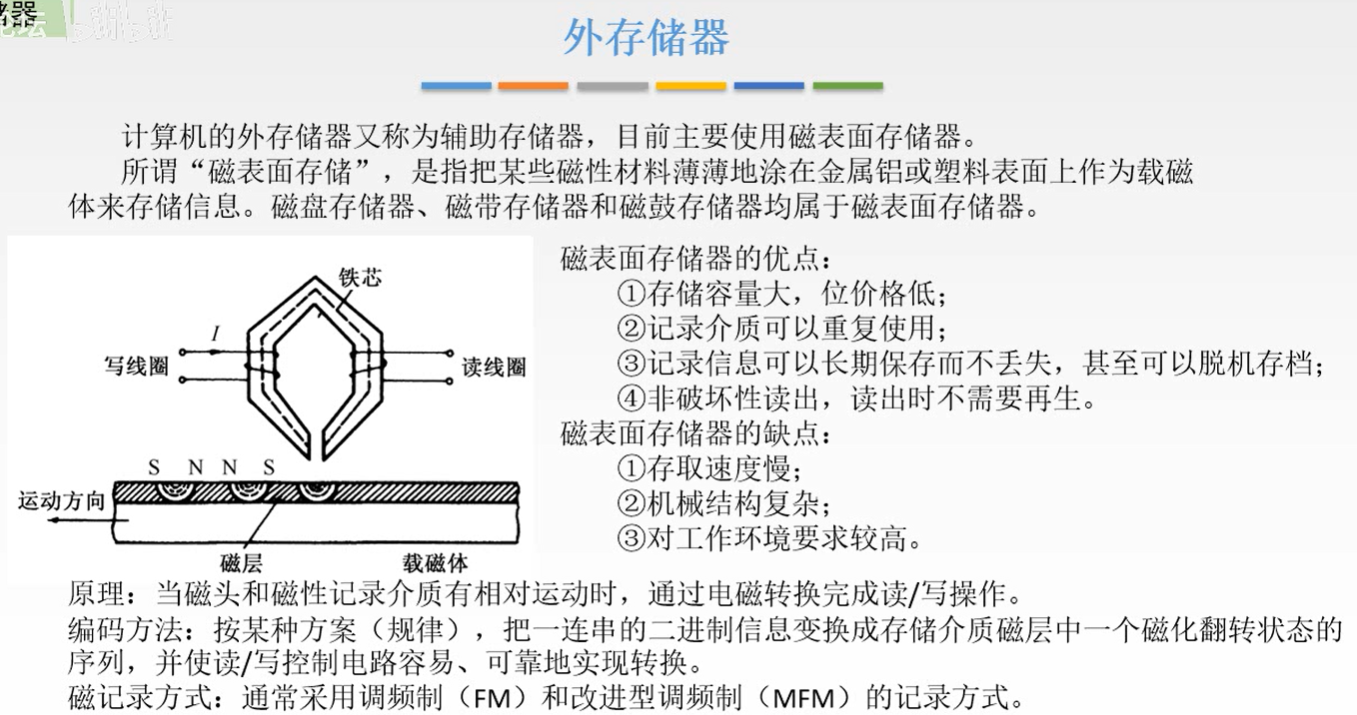 外存储器
计算机的外存储器又称为辅助存储器，目前主要使用磁表面存储器。
所谓“磁表面存储”，是指把某些磁性材料薄薄地涂在金属铝或塑料表面上作为载磁
体来存储信息。磁盘存储器、磁带存储器和磁鼓存储器均属于磁表面存储器。
铁芯
I
写线圈
读线圈
S N N S
运动方向
磁层
载磁体
磁表面存储器的优点：
①存储容量大，位价格低；
②记录介质可以重复使用；
③记录信息可以长期保存而不丢失，甚至可以脱机存档；
④非破坏性读出，读出时不需要再生。
磁表面存储器的缺点：
①存取速度慢；
②机械结构复杂；
③对工作环境要求较高。
原理：当磁头和磁性记录介质有相对运动时，通过电磁转换完成读/写操作。
编码方法：按某种方案（规律），把一连串的二进制信息变换成存储介质磁层中一个磁化翻转状态的
序列，并使读/写控制电路容易、可靠地实现转换。
磁记录方式：通常采用调频制（FM）和改进型调频制（MFM）的记录方式。